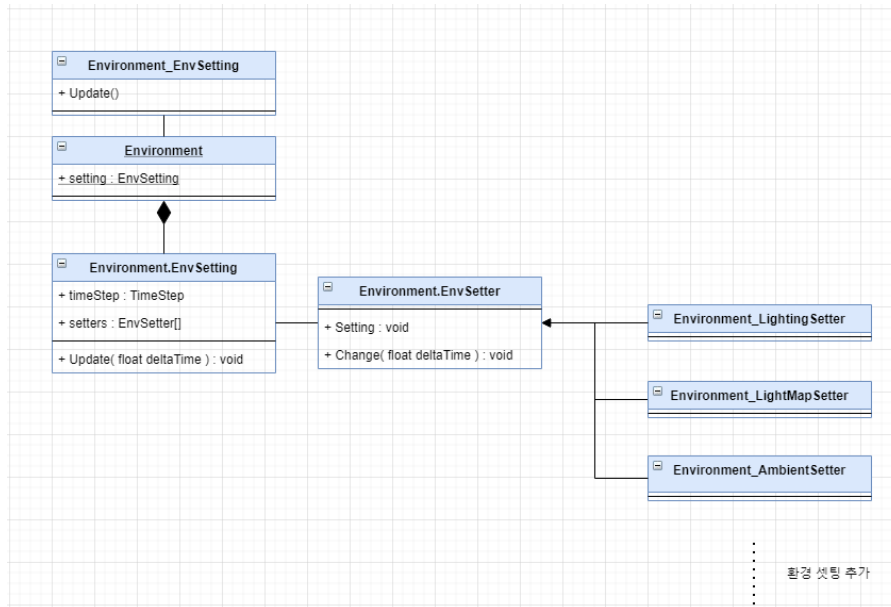 Environment_EnvSetting
+ Update()
Environment
+ setting : EnvSetting
Environment.EnvSetting
+ timeStep : TimeStep
+ setters : EnvSetter[]
+ Update( float deltaTime ) : void
Environment.EnvSetter
+ Setting : void
+ Change( float deltaTime ) : void
Environment_LightingSetter
Environment_LightMapSetter
Environment_AmbientSetter
환경 셋팅 추가